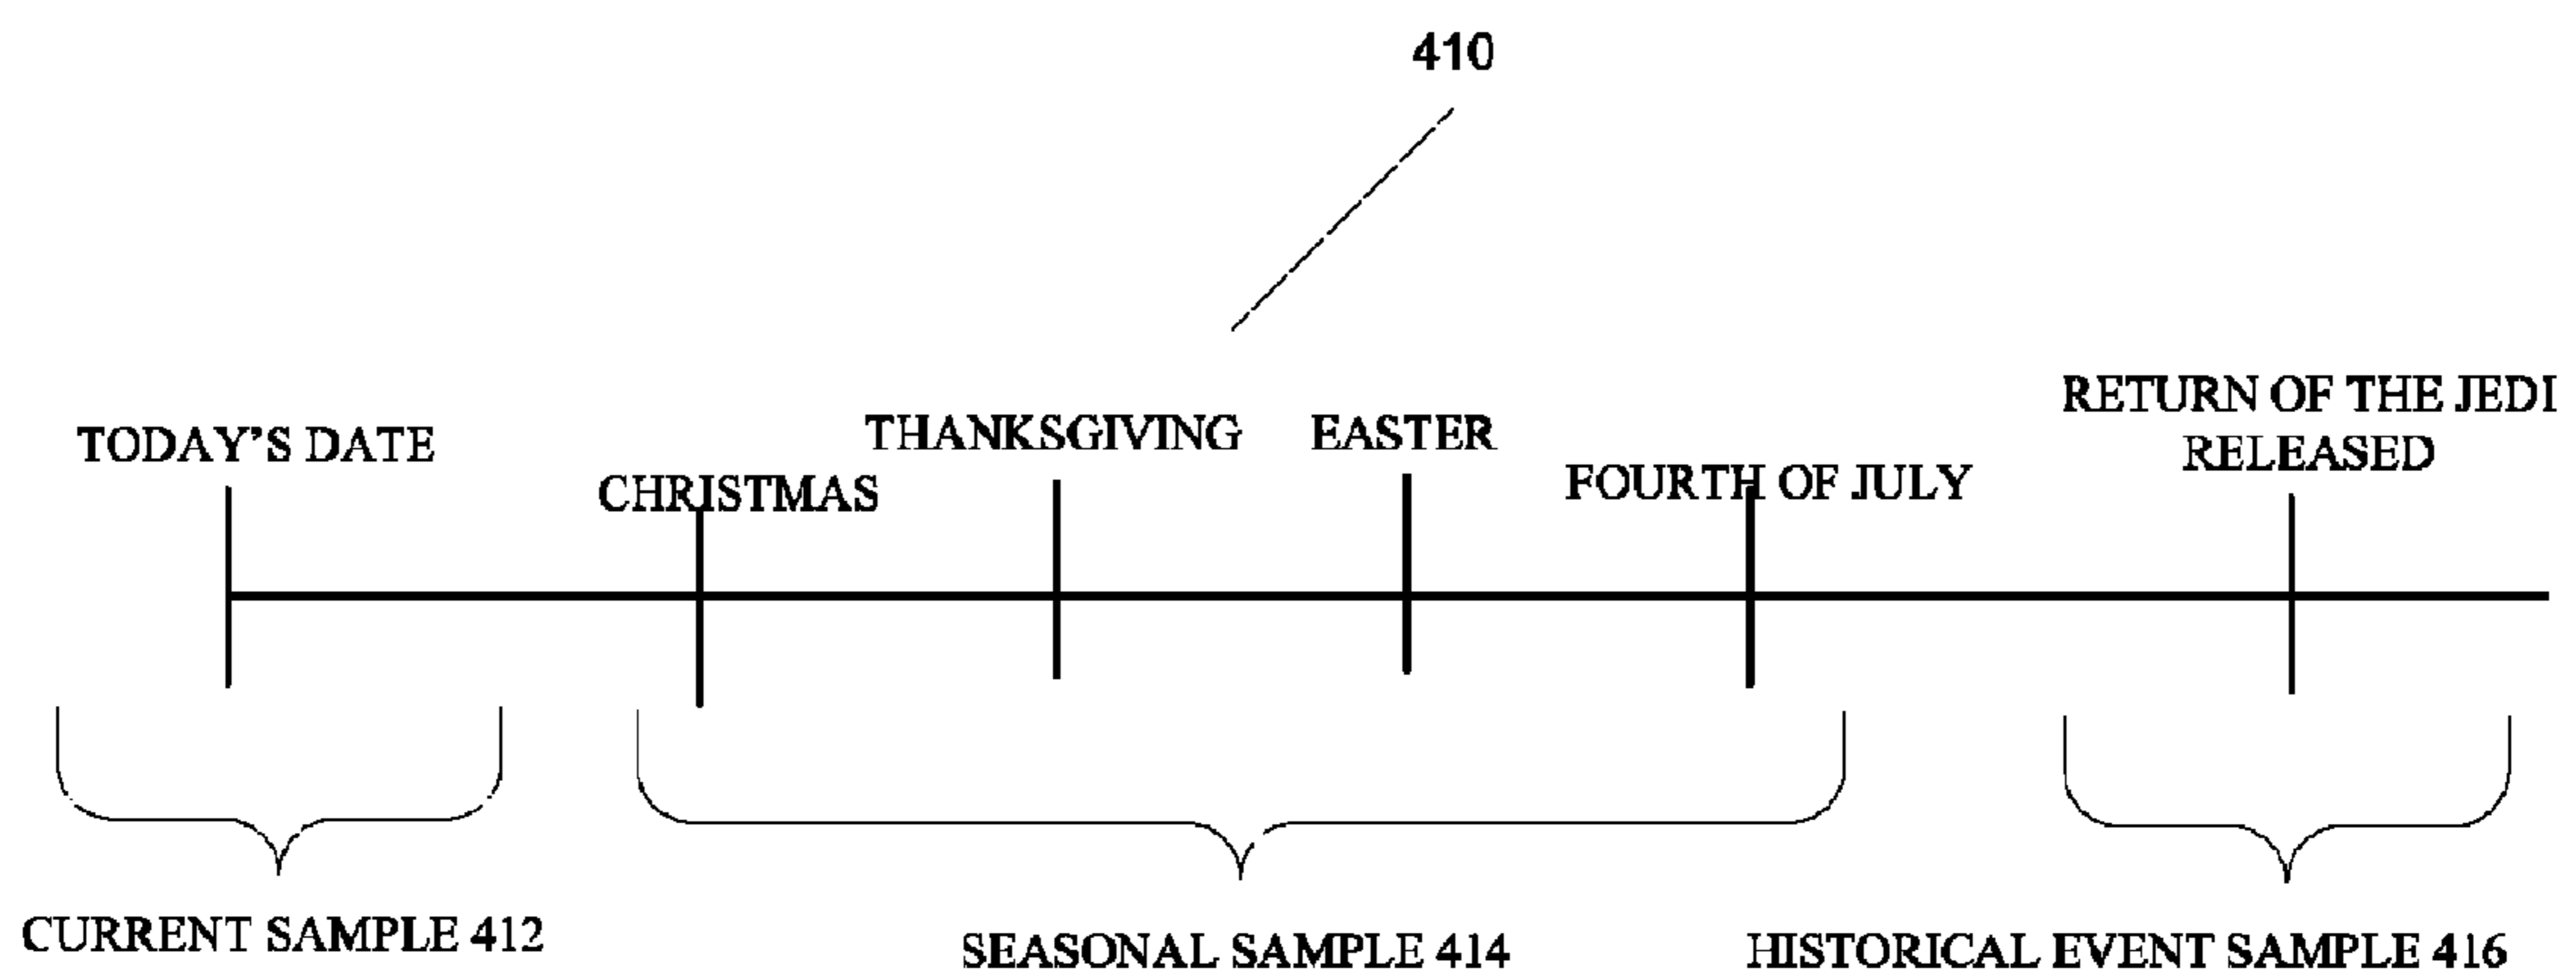 410
RETURN OF THE JEDI
RELEASED
TODAY'S DATE
THANKSGIVING
EASTER
CHRISTMAS
FOURTH OF JULY
CURRENT SAMPLE 412
SEASONAL SAMPLE 414
HISTORICAL EVENT SAMPLE 416